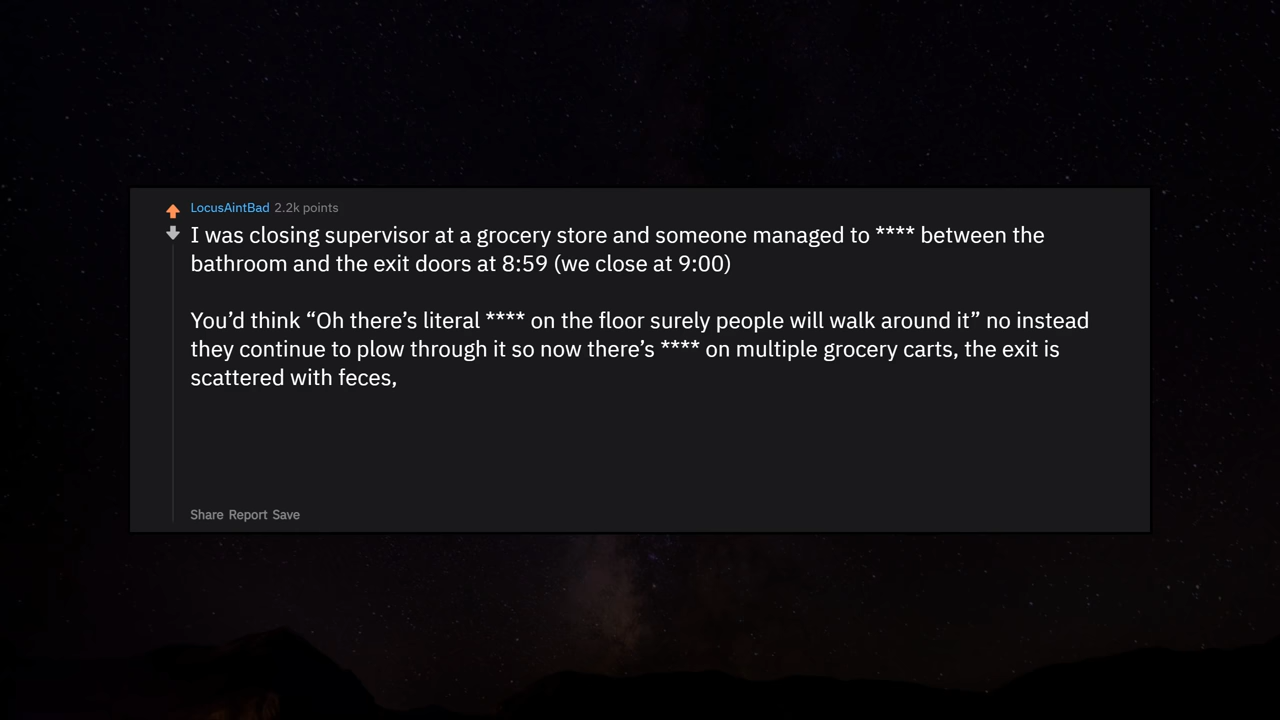 LocusAintBad 2.2k points
I was closing supervisor at a grocery store and someone managed to **** between the
bathroom and the exit doors at 8:59 (we close at 9:00)
You’d think “Oh there’s literal **** on the floor surely people will walk around it” no instead
they continue to plow through it so now there’s **** on multiple grocery carts, the exit is
scattered with feces,
Share Report Save